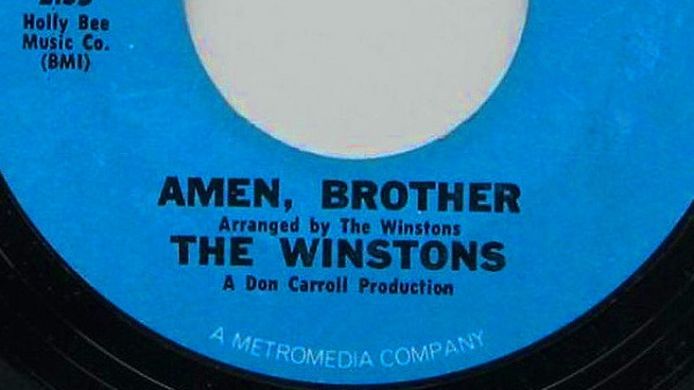 Holly Bee
Music Co.
(BMI)
AMEN, BROTHER
Arranged by The Winstons
THE WINSTONS
A Don Carroll Production
A METROMEDIA COMPANY